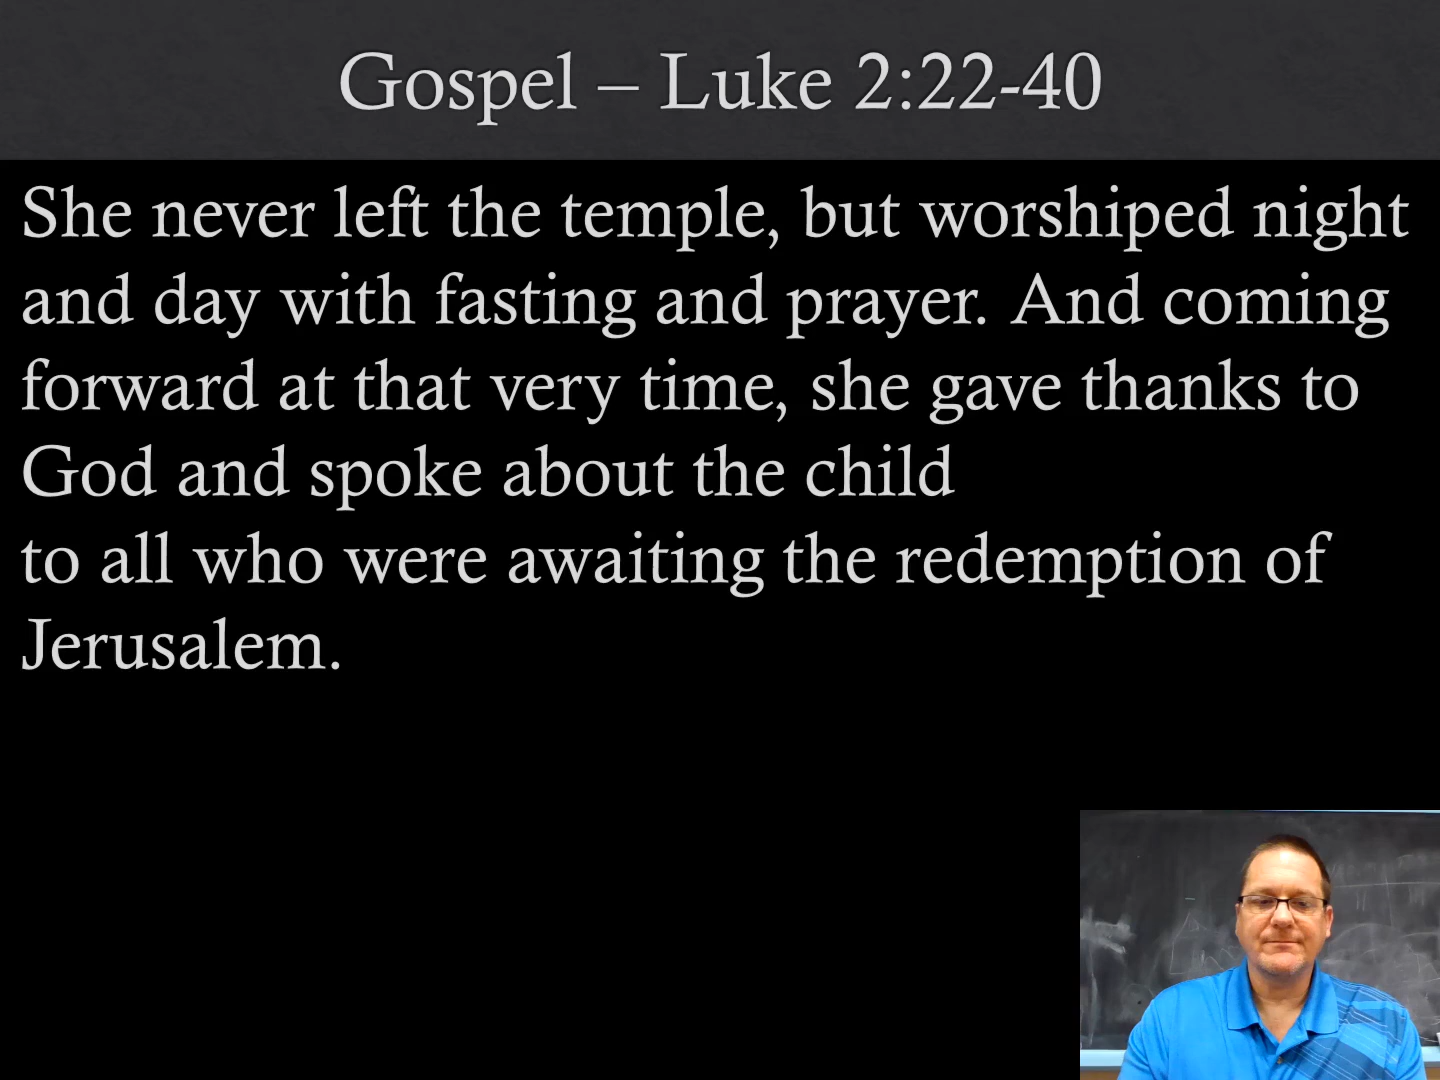 Gospel – Luke 2:22-40
She never left the temple, but worshiped night
and day with fasting and prayer. And coming
forward at that very time, she gave thanks to
God and spoke about the child
to all who were awaiting the redemption of
Jerusalem.